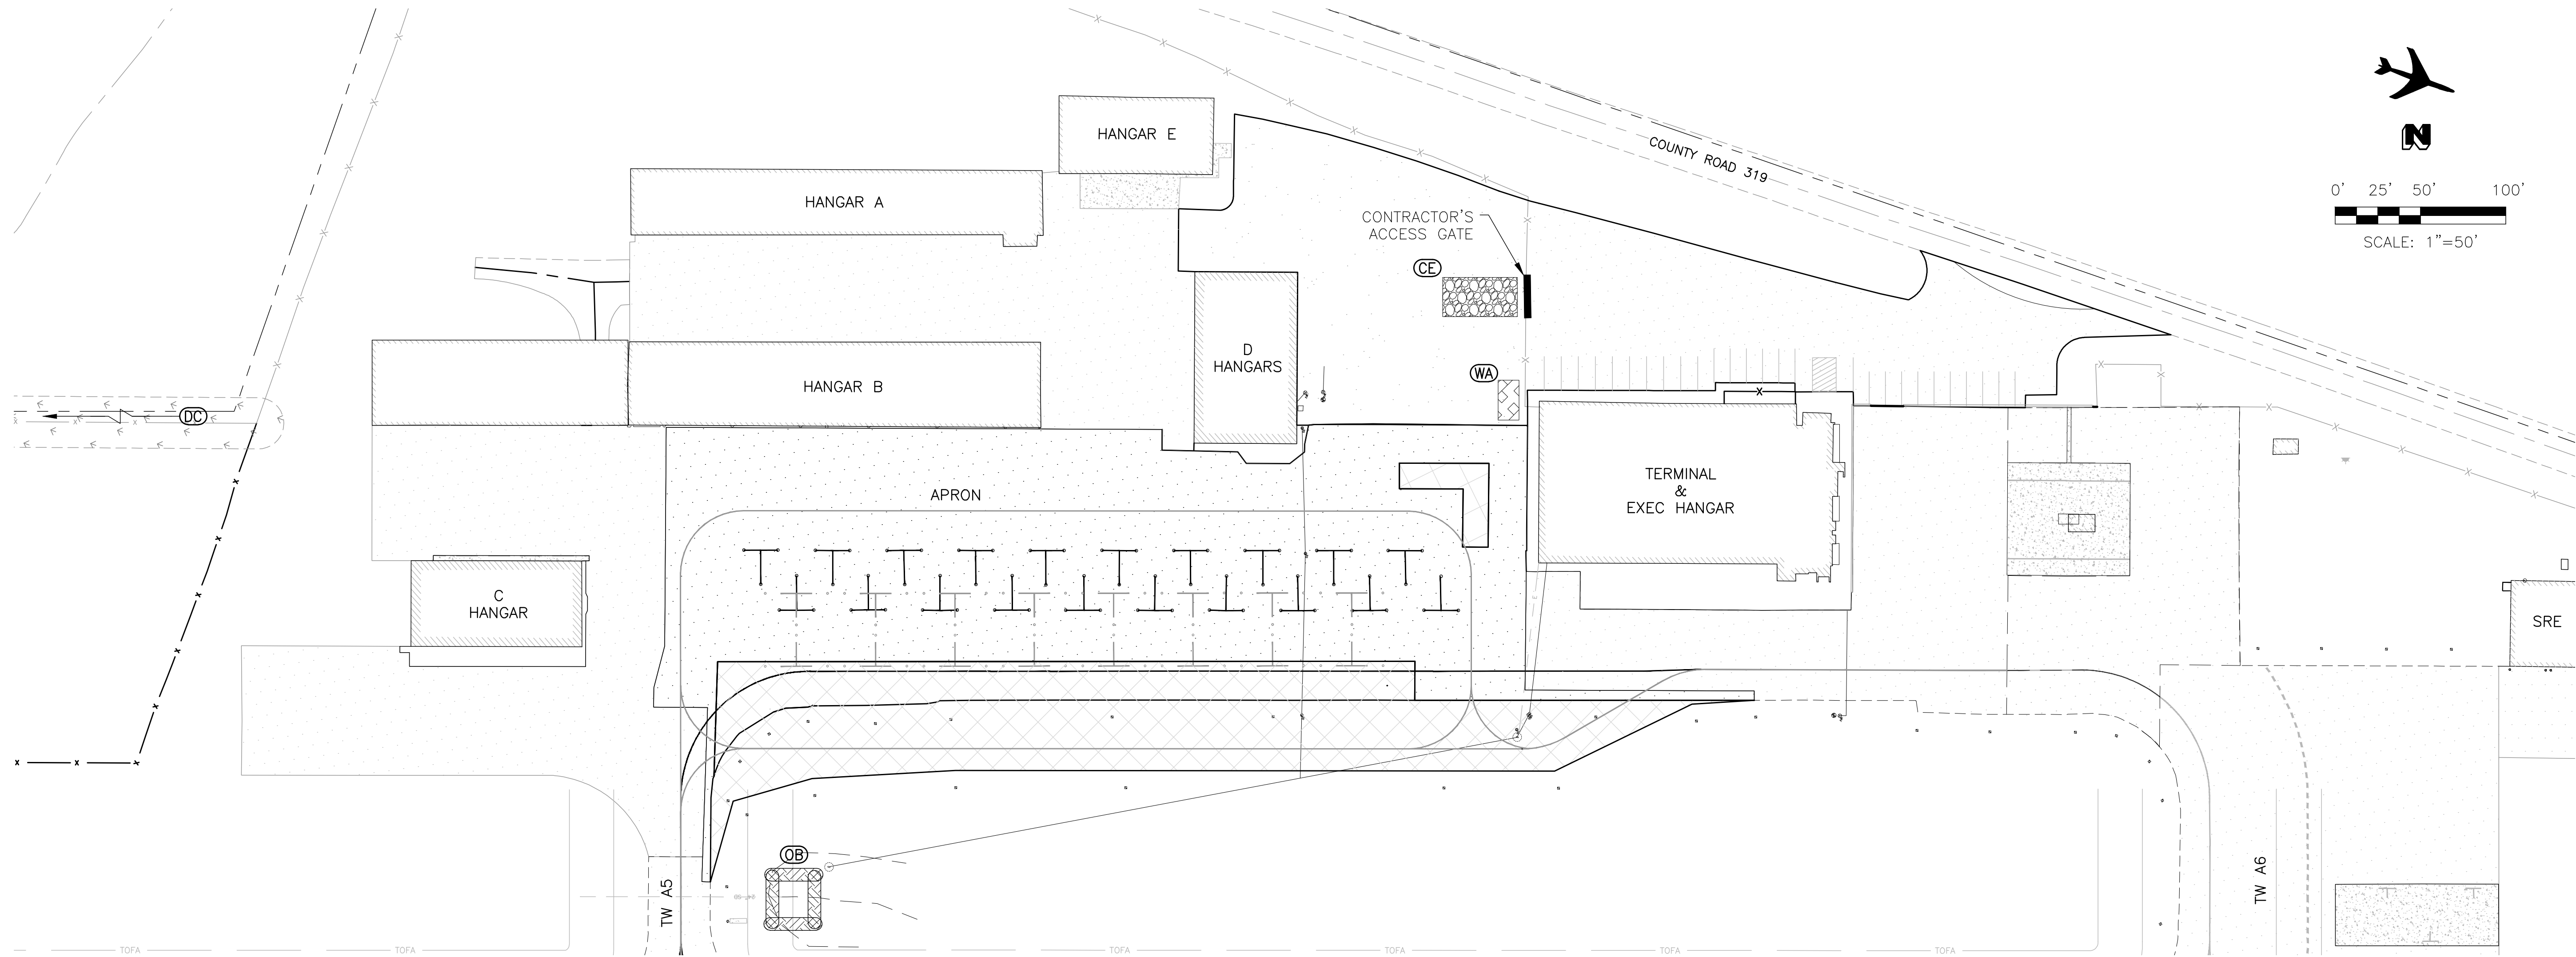 HANGAR E
COUNTY ROAD 319
N
0' 25' 50' 100'
SCALE: 1"=50'
HANGAR A
CONTRACTOR'S
ACCESS GATE
CE
D
HANGARS
HANGAR B
WA
DC
APRON
TERMINAL
&
EXEC HANGAR
C
HANGAR
SRE
OB
TW A5
TW A6
TOFA
TOFA
TOFA
TOFA
TOFA
TOFA